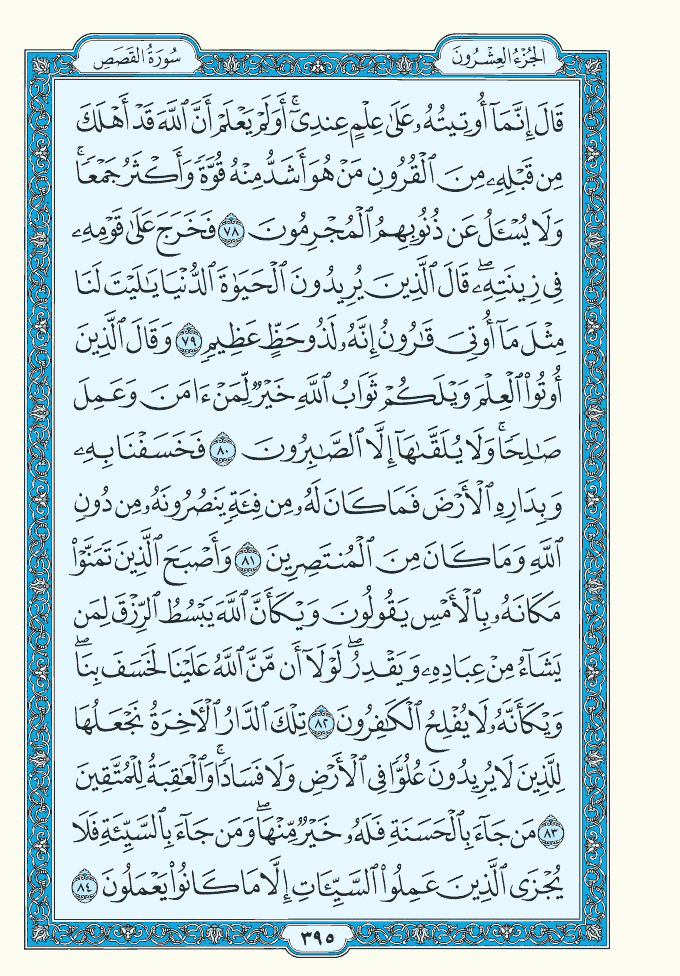 الجُزْءُ العِشْرُونَ
سُورَةُ القَصَصِ
قَالَ إِنَّمَآ أُوتِيتُهُۥ عَلَىٰ عِلۡمٍ عِندِيٓۚ أَوَلَمۡ يَعۡلَمۡ أَنَّ ٱللَّهَ قَدۡ أَهۡلَكَ
مِن قَبۡلِهِۦ مِنَ ٱلۡقُرُونِ مَنۡ هُوَ أَشَدُّ مِنۡهُ قُوَّةٗ وَأَكۡثَرُ جَمۡعٗاۚ
وَلَا يُسۡـَٔلُ عَن ذُنُوبِهِمُ ٱلۡمُجۡرِمُونَ ٧٨ فَخَرَجَ عَلَىٰ قَوۡمِهِۦ
فِي زِينَتِهِۦۖ قَالَ ٱلَّذِينَ يُرِيدُونَ ٱلۡحَيَوٰةَ ٱلدُّنۡيَا يَٰلَيۡتَ لَنَا
مِثۡلَ مَآ أُوتِيَ قَٰرُونُ إِنَّهُۥ لَذُو حَظٍّ عَظِيمٖ ٧٩ وَقَالَ ٱلَّذِينَ
أُوتُواْ ٱلۡعِلۡمَ وَيۡلَكُمۡ ثَوَابُ ٱللَّهِ خَيۡرٞ لِّمَنۡ ءَامَنَ وَعَمِلَ
صَٰلِحٗاۚ وَلَا يُلَقَّىٰهَآ إِلَّا ٱلصَّٰبِرُونَ ٨٠ فَخَسَفۡنَا بِهِۦ
وَبِدَارِهِ ٱلۡأَرۡضَ فَمَا كَانَ لَهُۥ مِن فِئَةٖ يَنصُرُونَهُۥ مِن دُونِ
ٱللَّهِ وَمَا كَانَ مِنَ ٱلۡمُنتَصِرِينَ ٨١ وَأَصۡبَحَ ٱلَّذِينَ تَمَنَّوۡاْ
مَكَانَهُۥ بِٱلۡأَمۡسِ يَقُولُونَ وَيۡكَأَنَّ ٱللَّهَ يَبۡسُطُ ٱلرِّزۡقَ لِمَن
يَشَآءُ مِنۡ عِبَادِهِۦ وَيَقۡدِرُۖ لَوۡلَآ أَن مَّنَّ ٱللَّهُ عَلَيۡنَا لَخَسَفَ بِنَاۖ
وَيۡكَأَنَّهُۥ لَا يُفۡلِحُ ٱلۡكَٰفِرُونَ ٨٢ تِلۡكَ ٱلدَّارُ ٱلۡأٓخِرَةُ نَجۡعَلُهَا
لِلَّذِينَ لَا يُرِيدُونَ عُلُوّٗا فِي ٱلۡأَرۡضِ وَلَا فَسَادٗاۚ وَٱلۡعَٰقِبَةُ لِلۡمُتَّقِينَ
٨٣ مَن جَآءَ بِٱلۡحَسَنَةِ فَلَهُۥ خَيۡرٞ مِّنۡهَاۖ وَمَن جَآءَ بِٱلسَّيِّئَةِ فَلَا
يُجۡزَى ٱلَّذِينَ عَمِلُواْ ٱلسَّيِّـَٔاتِ إِلَّا مَا كَانُواْ يَعۡمَلُونَ ٨٤
٣٩٥